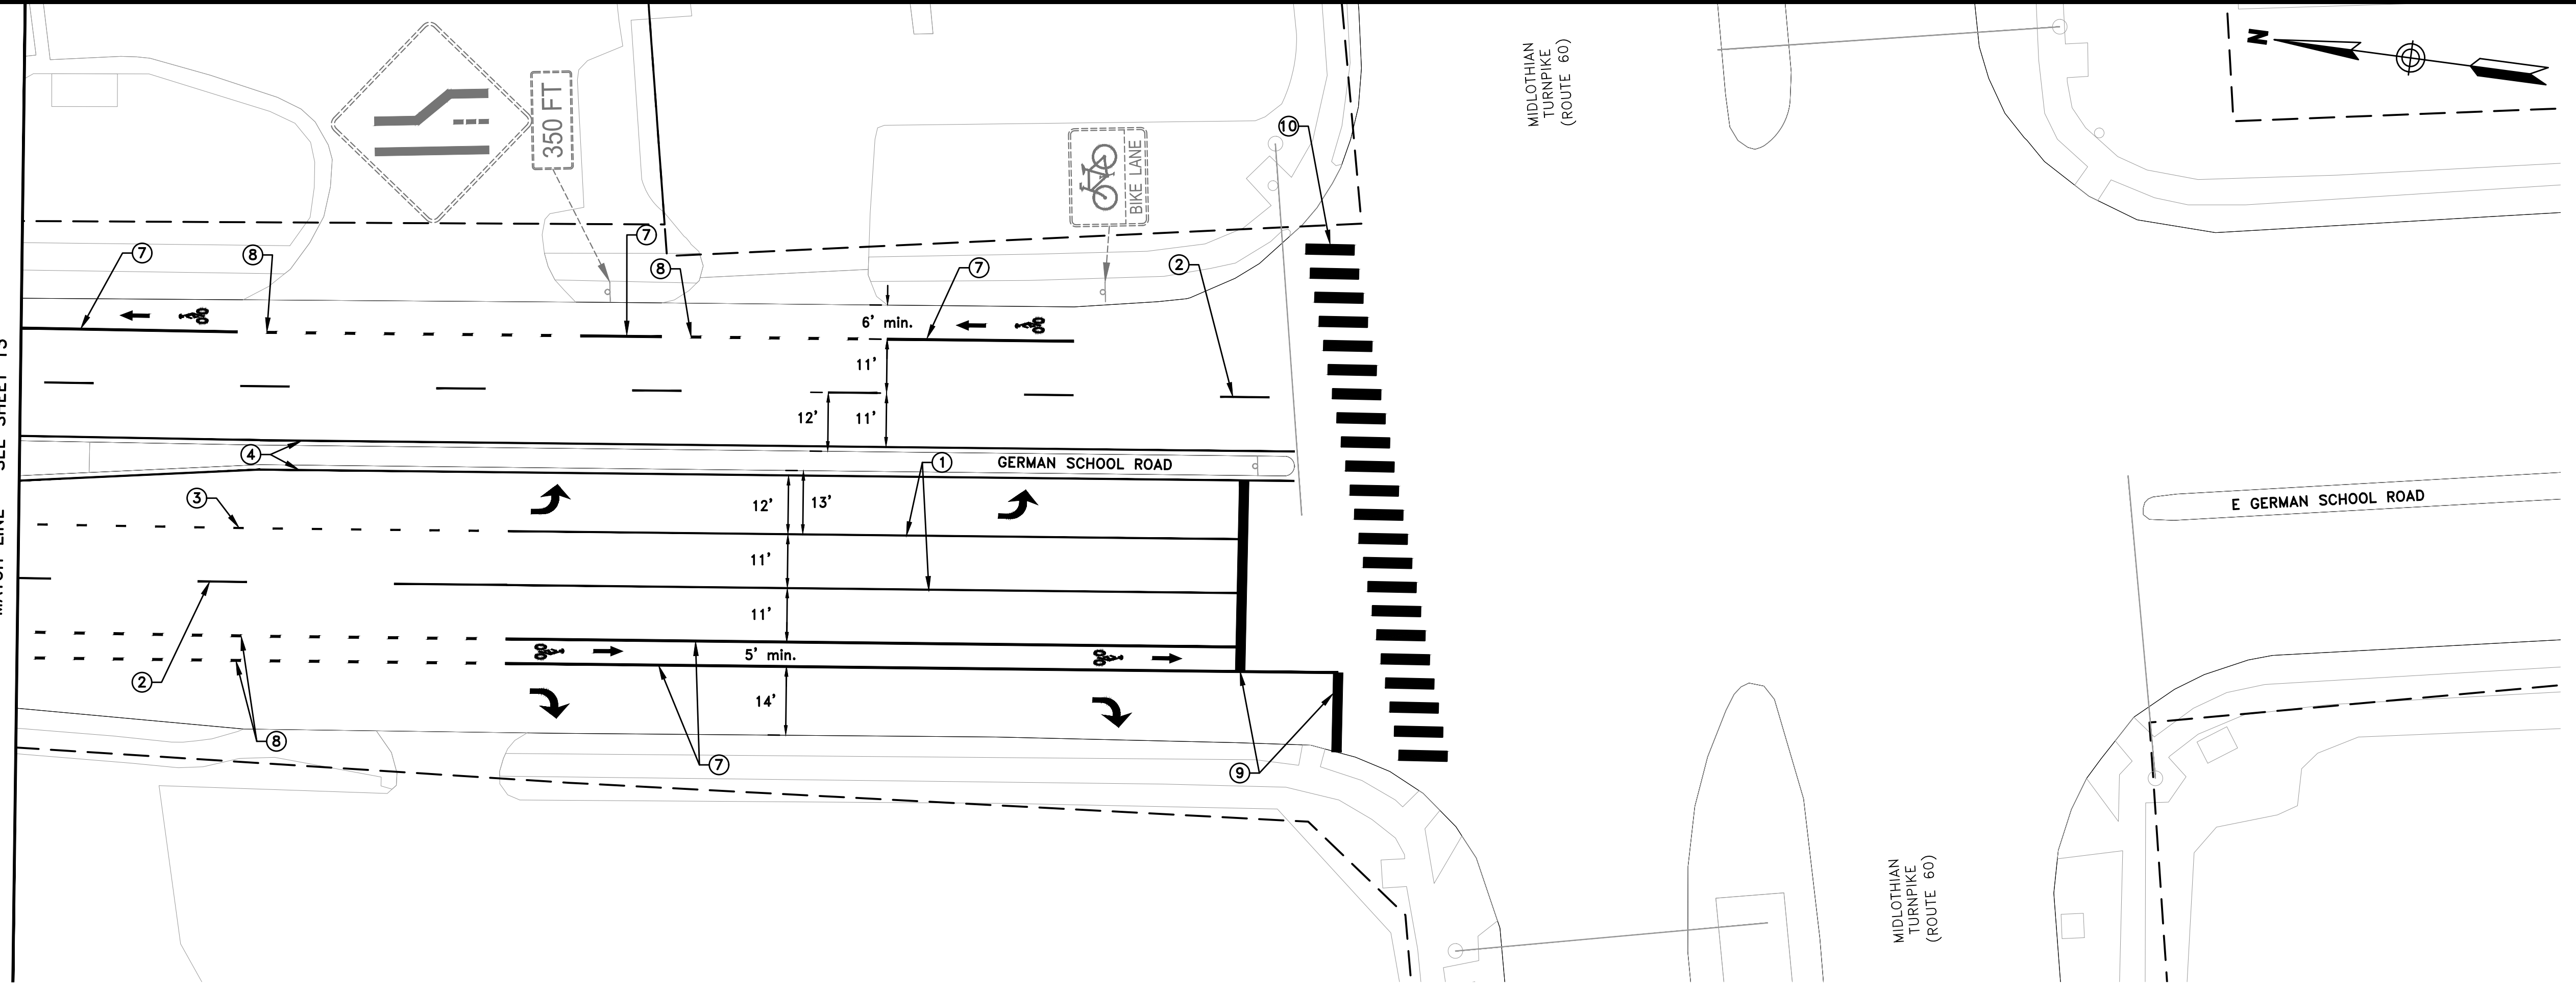 MIDLOTHIAN
TURNPIKE
(ROUTE 60)
N
350 FT
BIKE LANE
10
7
8
7
8
7
2
6' min.
11'
12'
11'
4
GERMAN SCHOOL ROAD
1
3
12'
13'
E GERMAN SCHOOL ROAD
11'
11'
2
5' min.
14'
8
7
9
MIDLOTHIAN
TURNPIKE
(ROUTE 60)